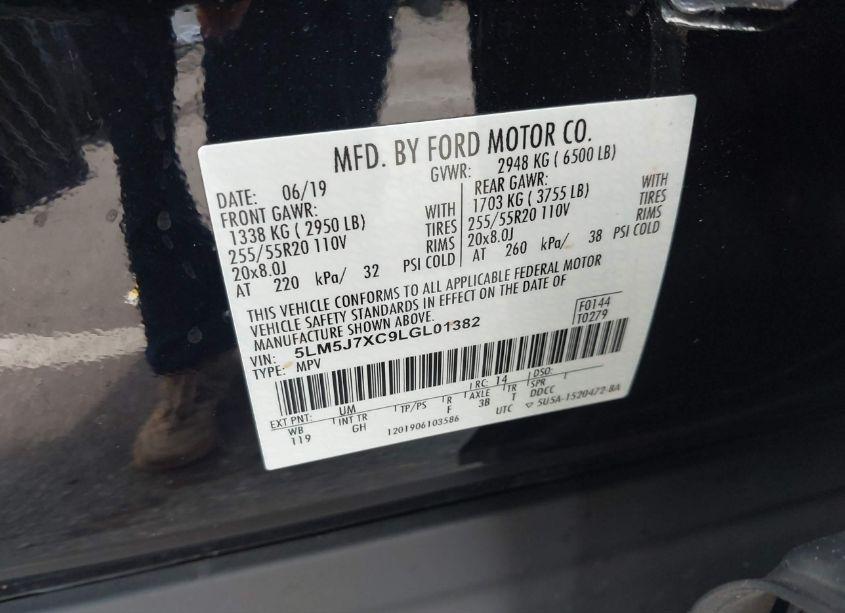 MFD. BY FORD MOTOR CO.
DATE: 06/19 GVWR: 2948 KG ( 6500 LB)
FRONT GAWR: REAR GAWR:
1338 KG ( 2950 LB) WITH 1703 KG ( 3755 LB) WITH
255/55R20 110V TIRES 255/55R20 110V TIRES
20x8.0J RIMS 20x8.0J RIMS
AT 220 kPa/ 32 PSI COLD AT 260 kPa/ 38 PSI COLD
THIS VEHICLE CONFORMS TO ALL APPLICABLE FEDERAL MOTOR
VEHICLE SAFETY STANDARDS IN EFFECT ON THE DATE OF
MANUFACTURE SHOWN ABOVE. F0144
VIN: 5LM5J7XC9LGL01382 T0279
TYPE: MPV
EXT PNT: UM RC: 14 DSO:
WB INT TR TP/PS R AXLE TR SPR
119 GH F 3B T DDCC
1201906103586 UTC ▽ 5U5A-1520472-BA